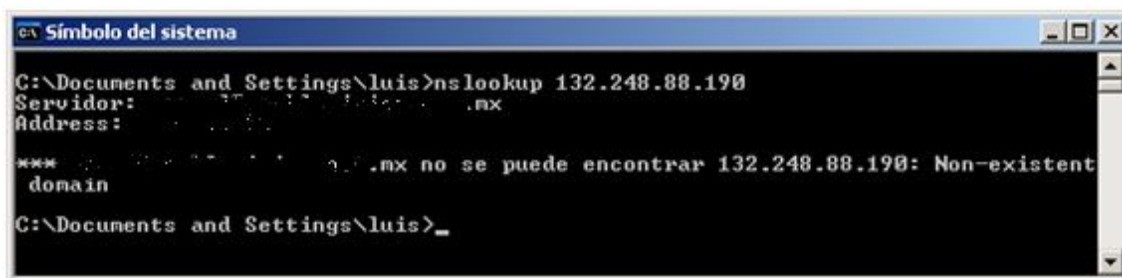 Símbolo del sistema
C:\Documents and Settings\luis>nslookup 132.248.88.190
Servidor: .mx
Address:
*** .mx no se puede encontrar 132.248.88.190: Non-existent
domain
C:\Documents and Settings\luis>_